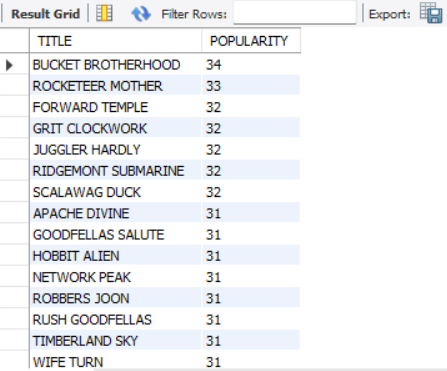 Result Grid Filter Rows: Export:
TITLE POPULARITY
BUCKET BROTHERHOOD 34
ROCKETEER MOTHER 33
FORWARD TEMPLE 32
GRIT CLOCKWORK 32
JUGGLER HARDLY 32
RIDGEMONT SUBMARINE 32
SCALAWAG DUCK 32
APACHE DIVINE 31
GOODFELLAS SALUTE 31
HOBBIT ALIEN 31
NETWORK PEAK 31
ROBBERS JOON 31
RUSH GOODFELLAS 31
TIMBERLAND SKY 31
WIFE TURN 31